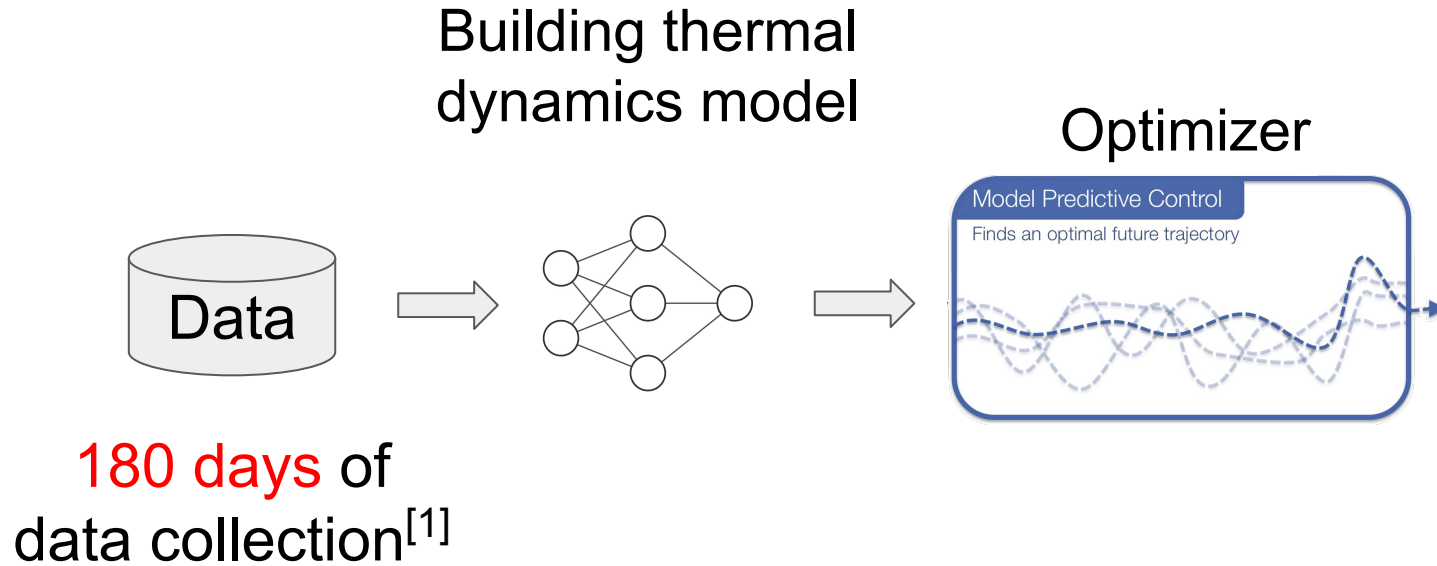 Building thermal
dynamics model
Optimizer
Model Predictive Control
Finds an optimal future trajectory
Data
180 days of
data collection[1]